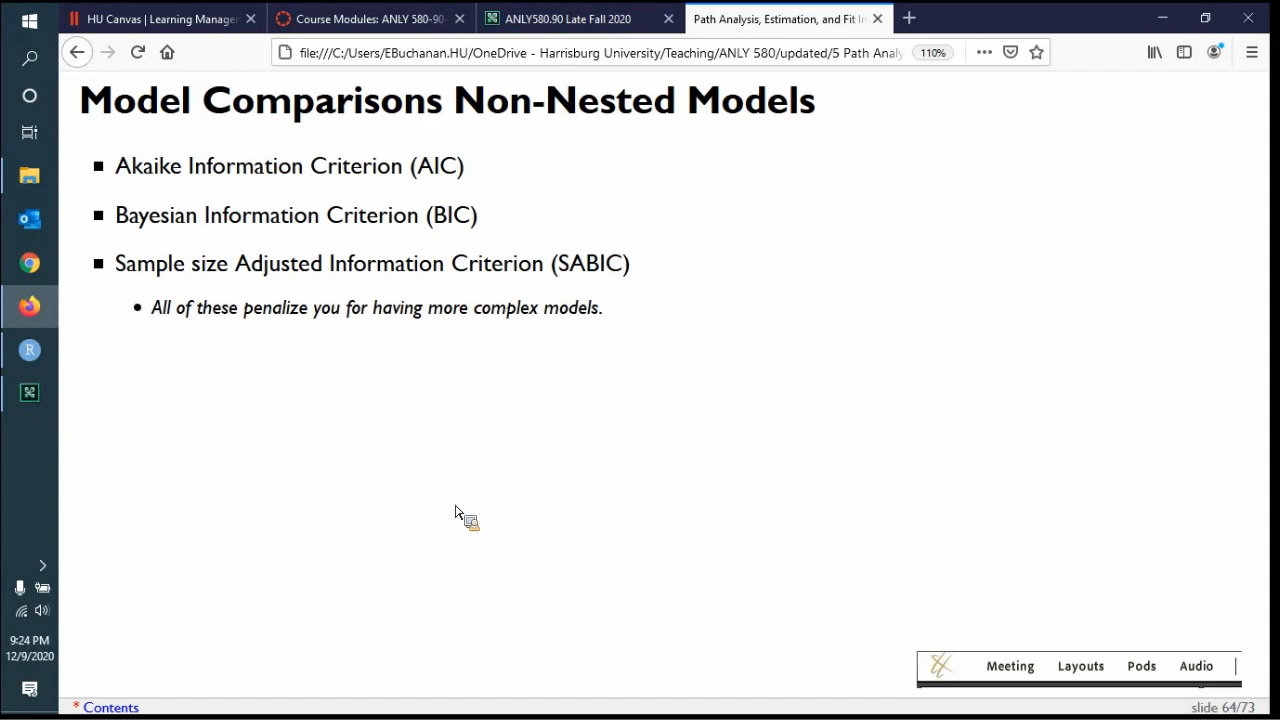 HU Canvas | Learning Manage
Course Modules: ANLY 580-90-
ANLY580.90 Late Fall 2020
Path Analysis, Estimation, and Fit In
file:///C:/Users/EBuchanan.HU/OneDrive - Harrisburg University/Teaching/ANLY 580/updated/5 Path Analy
110%
Model Comparisons Non-Nested Models
Akaike Information Criterion (AIC)
Bayesian Information Criterion (BIC)
Sample size Adjusted Information Criterion (SABIC)
All of these penalize you for having more complex models.
R
9:24 PM
12/9/2020
Meeting Layouts Pods Audio
* Contents
slide 64/73